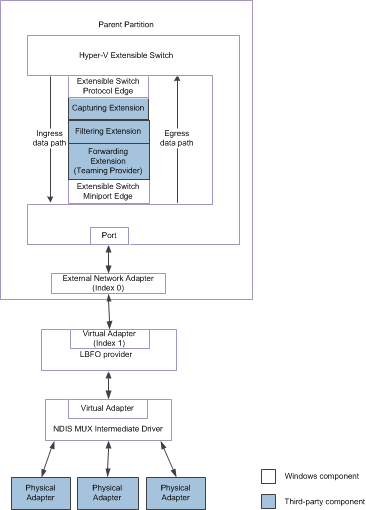 Parent Partition
Hyper-V Extensible Switch
Extensible Switch
Protocol Edge
Capturing Extension
Ingress
data path
Filtering Extension
Egress
data path
Forwarding
Extension
(Teaming Provider)
Extensible Switch
Miniport Edge
Port
External Network Adapter
(Index 0)
Virtual Adapter
(Index 1)
LBFO provider
Virtual Adapter
NDIS MUX Intermediate Driver
Physical
Adapter
Physical
Adapter
Physical
Adapter
Windows component
Third-party component